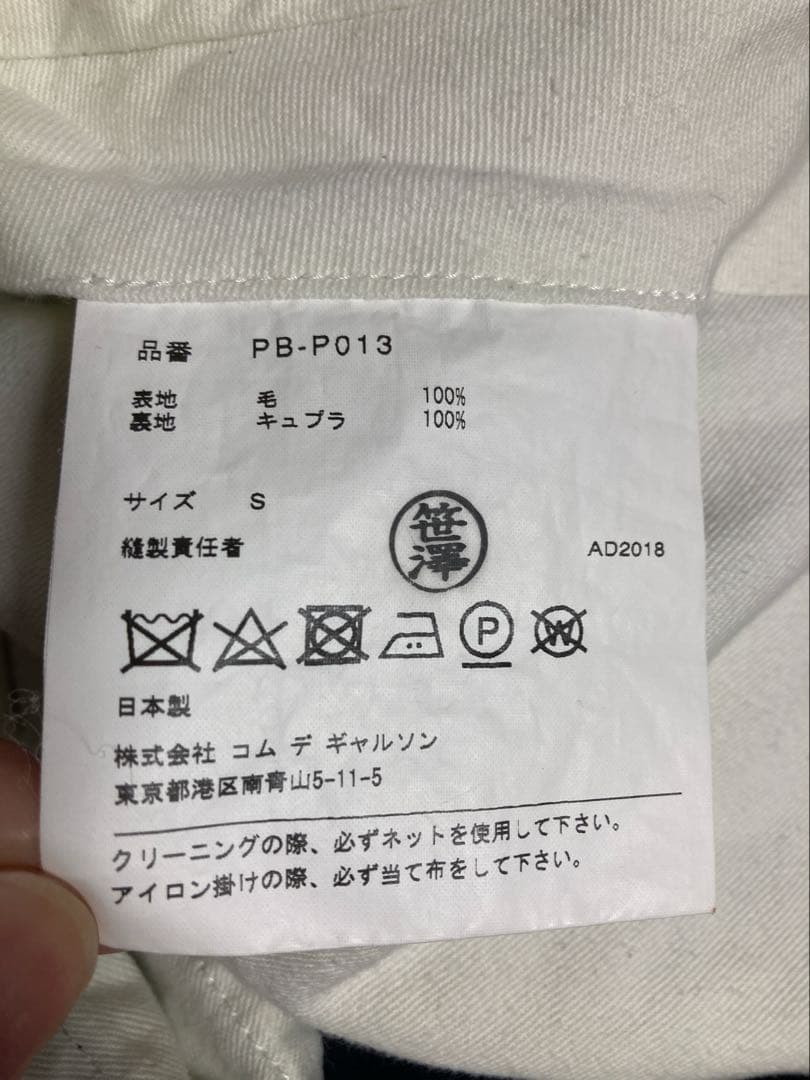 品番 PB-P013
表地 毛 100%
裏地 キュプラ 100%
サイズ S
縫製責任者 笹澤 AD2018
P W
日本製
株式会社 コム デ ギャルソン
東京都港区南青山5-11-5
クリーニングの際、必ずネットを使用して下さい。
アイロン掛けの際、必ず当て布をして下さい。